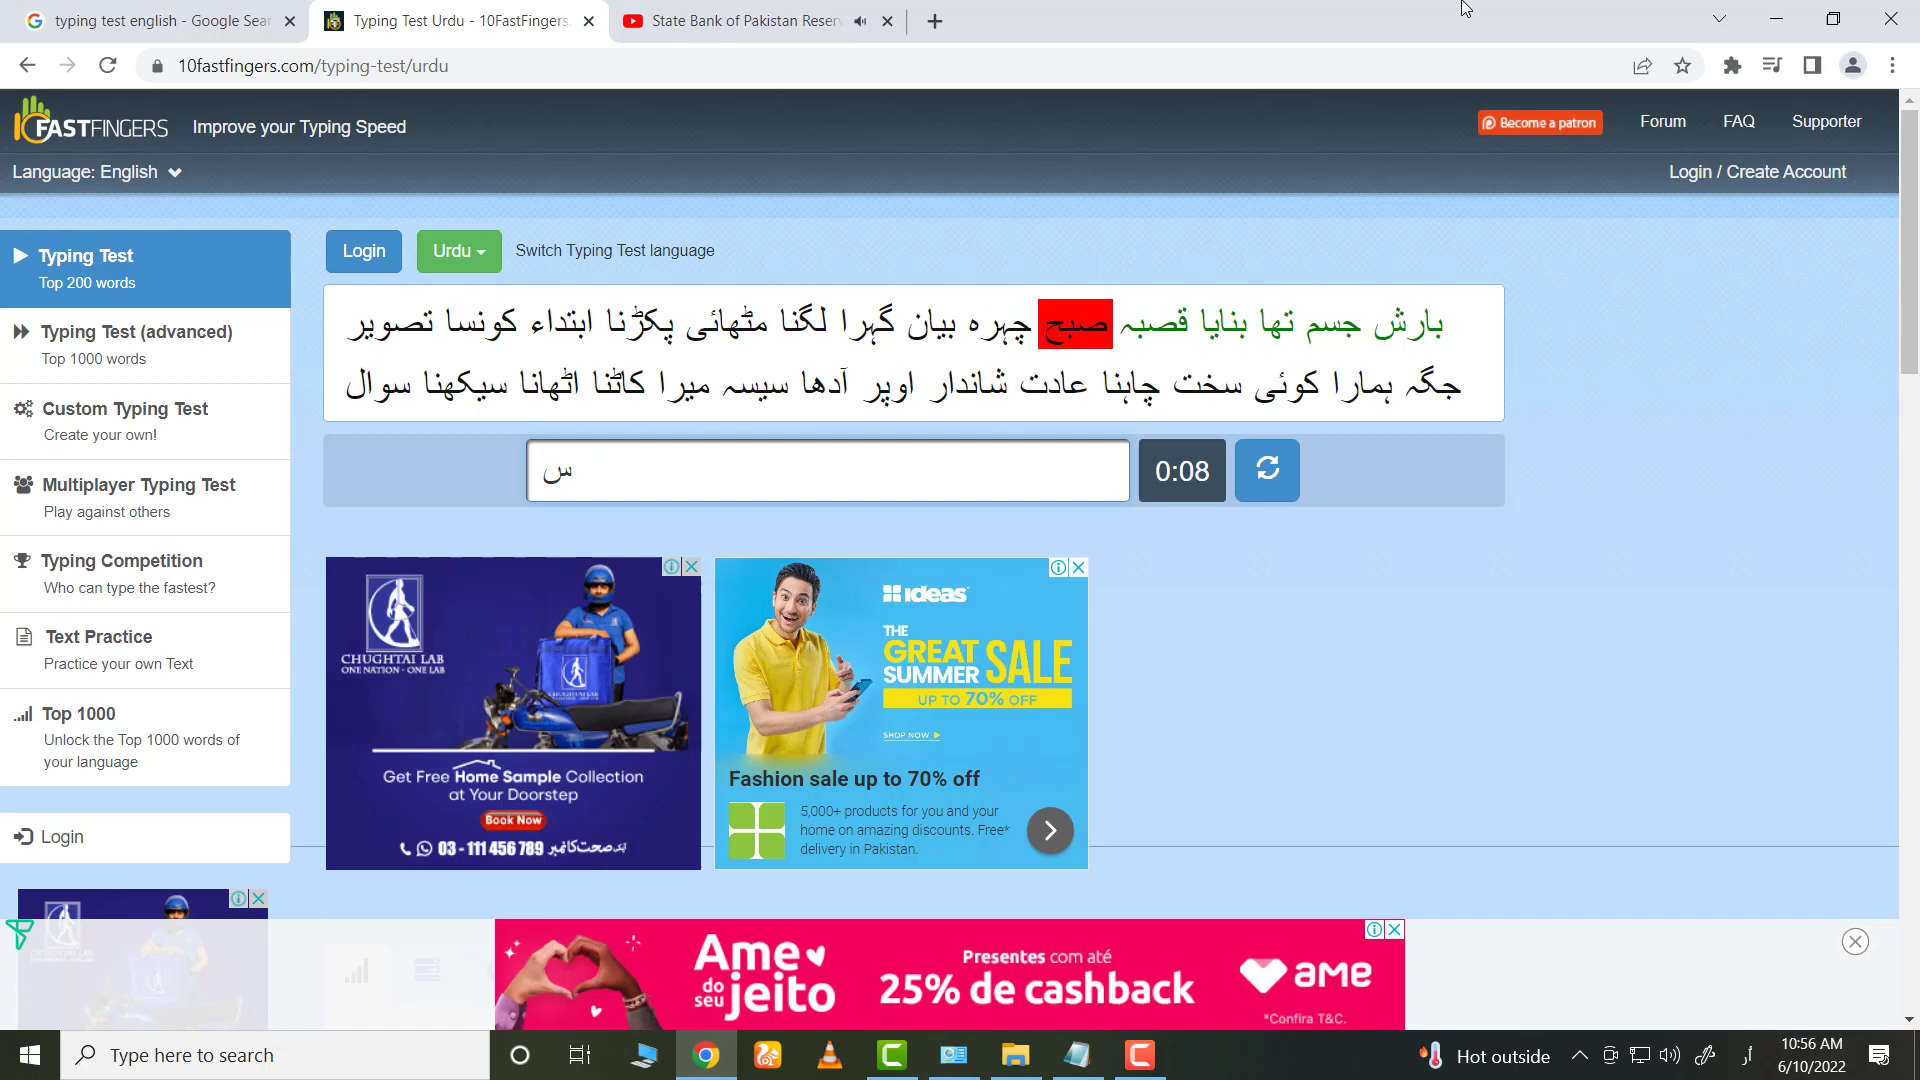 typing test english - Google Sear
Typing Test Urdu - 10FastFingers.
State Bank of Pakistan Reserv
10fastfingers.com/typing-test/urdu
10FASTFINGERS Improve your Typing Speed
Become a patron Forum FAQ Supporter
Language: English
Login / Create Account
Typing Test
Top 200 words
Typing Test (advanced)
Top 1000 words
Custom Typing Test
Create your own!
Multiplayer Typing Test
Play against others
Typing Competition
Who can type the fastest?
Text Practice
Practice your own Text
Top 1000
Unlock the Top 1000 words of
your language
Login
Login Urdu Switch Typing Test language
بارش جسم تھا بنایا قصبہ صبح چہرہ بیان گہرا لگنا مٹھائی پکڑنا ابتداء کونسا تصویر
جگہ ہمارا کوئی سخت چاہنا عادت شاندار اوپر آدھا سیسہ میرا کاٹنا اٹھانا سیکھنا سوال
س
0:08
CHUGHTAI LAB
ONE NATION - ONE LAB
Get Free Home Sample Collection
at Your Doorstep
Book Now
03 - 111 456 789
ideas
THE
GREAT
SUMMER SALE
UP TO 70% OFF
SHOP NOW
Fashion sale up to 70% off
5,000+ products for you and your
home on amazing discounts. Free*
delivery in Pakistan.
Ame
do seu jeito
Presentes com até
25% de cashback
AME
*Confira T&C.
Type here to search
Hot outside
أر
10:56 AM
6/10/2022